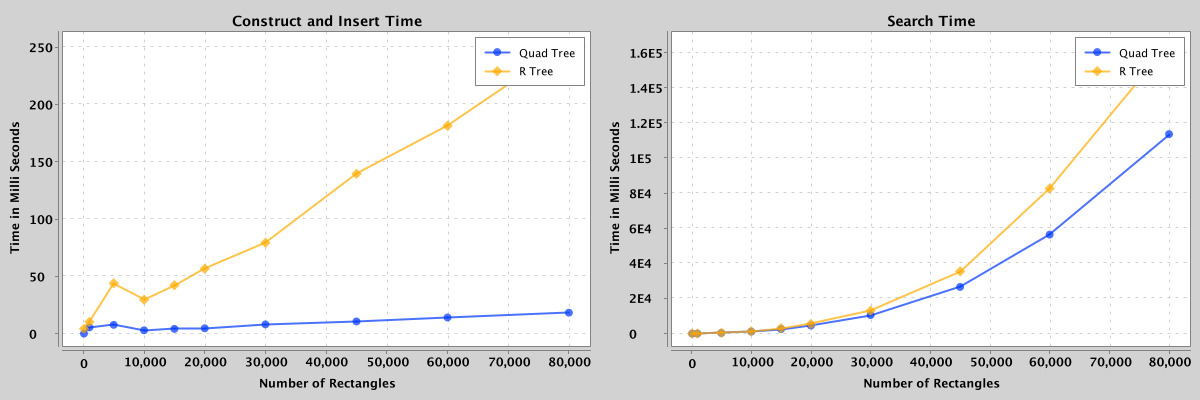 Construct and Insert Time
250
200
150
100
50
0
Time in Milli Seconds
0 10,000 20,000 30,000 40,000 50,000 60,000 70,000 80,000
Number of Rectangles
Quad Tree
R Tree
Search Time
1.6E5
1.4E5
1.2E5
1E5
8E4
6E4
4E4
2E4
0
Time in Milli Seconds
0 10,000 20,000 30,000 40,000 50,000 60,000 70,000 80,000
Number of Rectangles
Quad Tree
R Tree